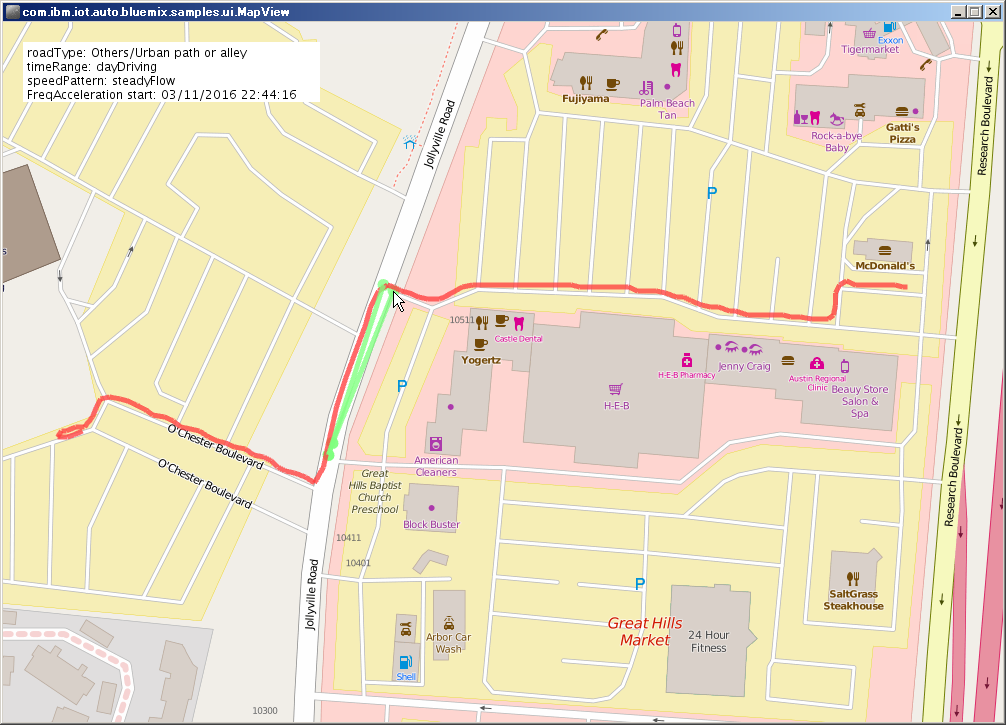 com.ibm.iot.auto.bluemix.samples.ui.MapView
roadType: Others/Urban path or alley
timeRange: dayDriving
speedPattern: steadyFlow
FreqAcceleration start: 03/11/2016 22:44:16
Exxon
Tigermarket
Fujiyama
Palm Beach
Tan
Rock-a-bye
Baby
Gatti's
Pizza
Jollyville Road
Research Boulevard
P
McDonald's
10511
Castle Dental
Yogertz
H-E-B Pharmacy
Jenny Craig
Austin Regional
Clinic
Beauy Store
Salon &
Spa
P
H-E-B
O'Chester Boulevard
American
Cleaners
O'Chester Boulevard
Great
Hills Baptist
Church
Preschool
Research Boulevard
Block Buster
10411
10401
Jollyville Road
P
SaltGrass
Steakhouse
Great Hills
Market
24 Hour
Fitness
Arbor Car
Wash
Shell
10300